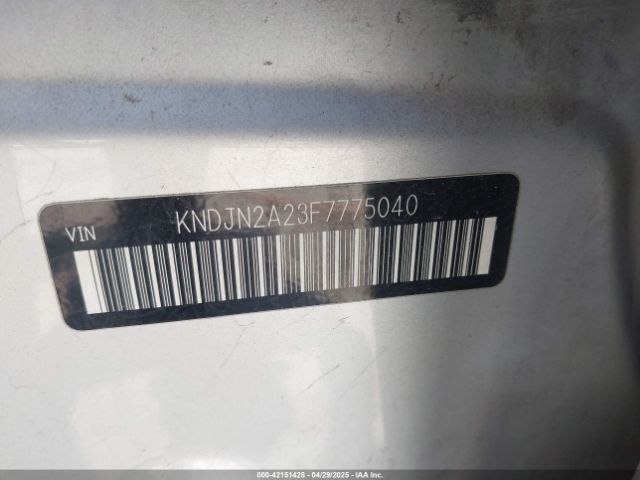 VIN
KNDJN2A23F7775040
000-42151428 - 04/29/2025 - IAA Inc.